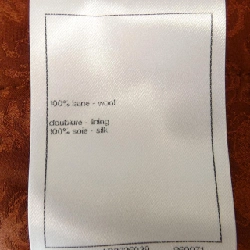 100% laine - wool
doublure - lining
100% soie - silk